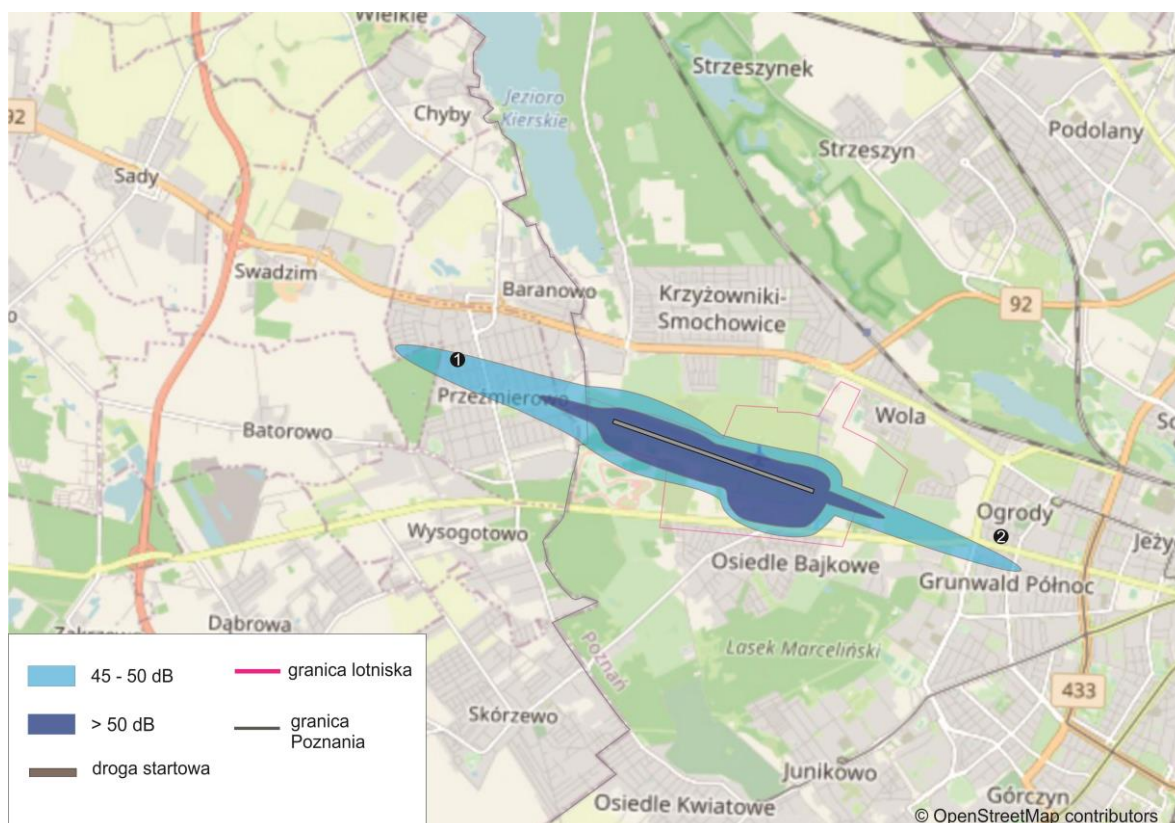 Wielkie
Strzeszynek
Jezioro
Kierskie
Chyby
92
Podolany
Strzeszyn
Sady
Swadzim
Baranowo
Krzyżowniki-
Smochowice
92
1
Przeźmierowo
Wola
Batorowo
Ogrody
2
Wysogotowo
Osiedle Bajkowe
Grunwald Północ
Dąbrowa
Poznań
Lasek Marceliński
433
Skórzewo
Junikowo
Górczyn
Osiedle Kwiatowe
45 - 50 dB
> 50 dB
droga startowa
granica lotniska
granica
Poznania
© OpenStreetMap contributors